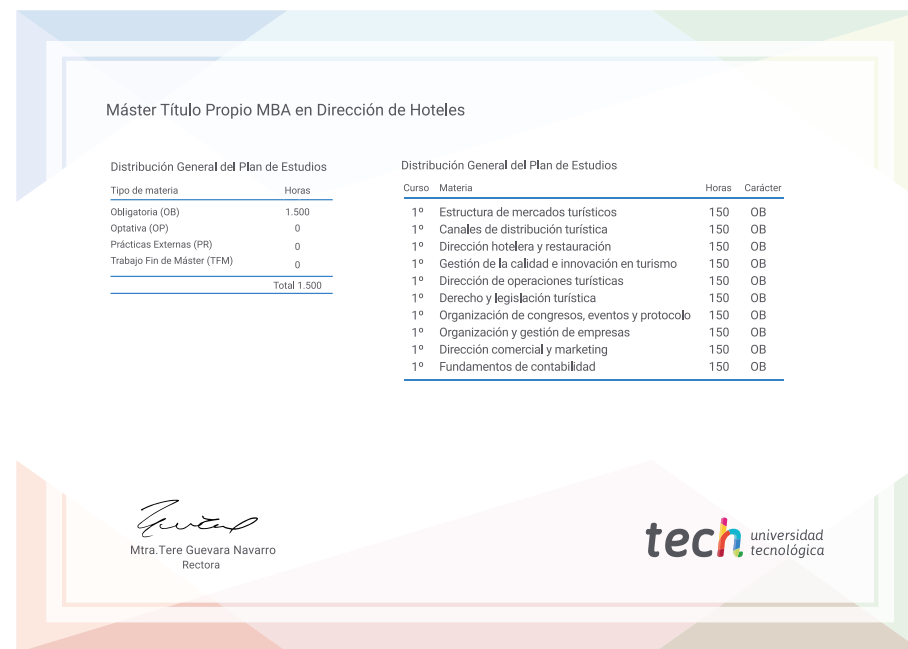 Máster Título Propio MBA en Dirección de Hoteles
Distribución General del Plan de Estudios
Tipo de materia Horas
Obligatoria (OB) 1.500
Optativa (OP) 0
Prácticas Externas (PR) 0
Trabajo Fin de Máster (TFM) 0
Total 1.500
Distribución General del Plan de Estudios
Curso Materia Horas Carácter
1º Estructura de mercados turísticos 150 OB
1º Canales de distribución turística 150 OB
1º Dirección hotelera y restauración 150 OB
1º Gestión de la calidad e innovación en turismo 150 OB
1º Dirección de operaciones turísticas 150 OB
1º Derecho y legislación turística 150 OB
1º Organización de congresos, eventos y protocolo 150 OB
1º Organización y gestión de empresas 150 OB
1º Dirección comercial y marketing 150 OB
1º Fundamentos de contabilidad 150 OB
Mtra.Tere Guevara Navarro
Rectora
tech universidad
tecnológica